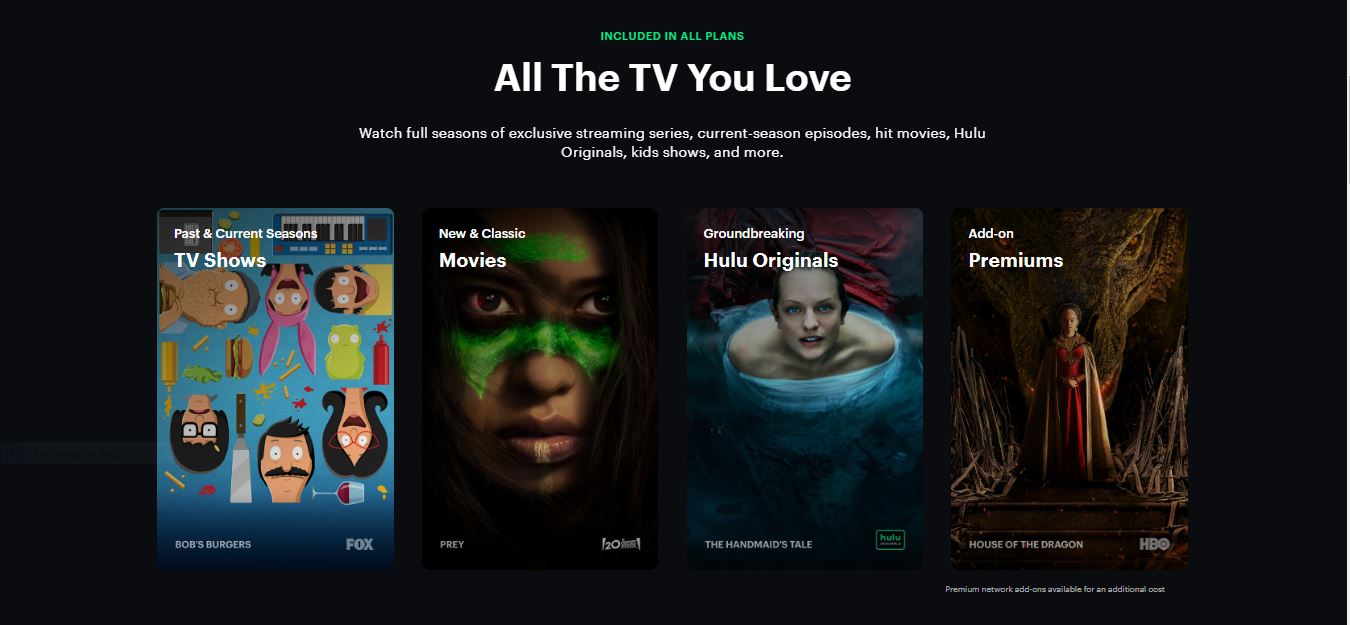 INCLUDED IN ALL PLANS
All The TV You Love
Watch full seasons of exclusive streaming series, current-season episodes, hit movies, Hulu
Originals, kids shows, and more.
Past & Current Seasons
TV Shows
BOB'S BURGERS
FOX
New & Classic
Movies
PREY
20
Groundbreaking
Hulu Originals
THE HANDMAID'S TALE
hulu
Add-on
Premiums
HOUSE OF THE DRAGON
HBO
Premium network add-ons available for an additional cost
Rectangular Snip